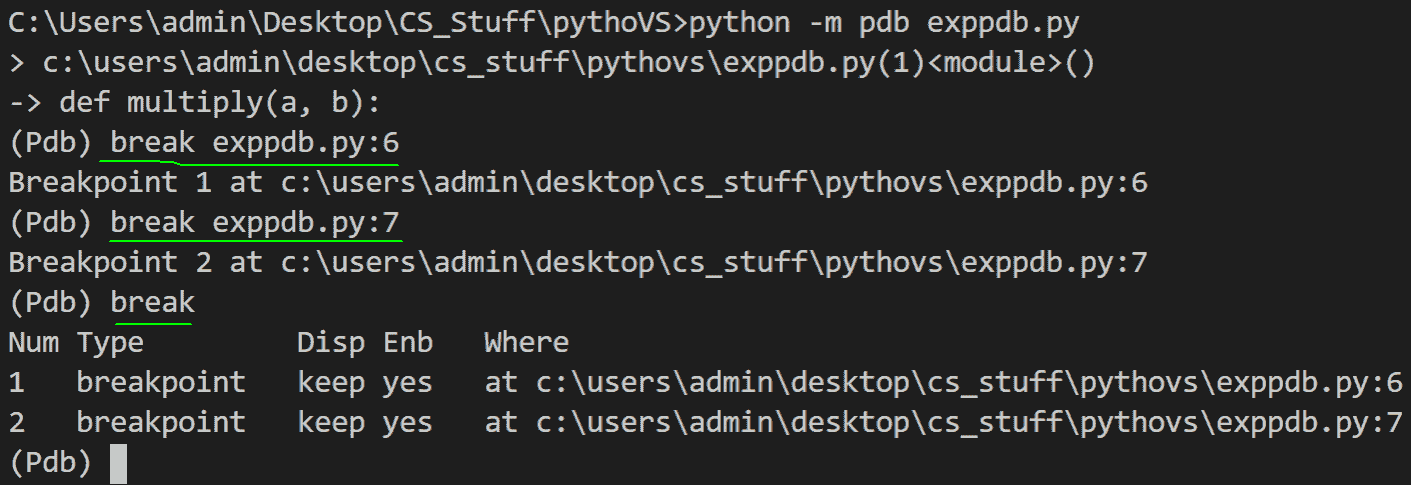 C:\Users\admin\Desktop\CS_Stuff\pythoVS>python -m pdb exppdb.py
> c:\users\admin\desktop\cs_stuff\pythovs\exppdb.py(1)<module>()
-> def multiply(a, b):
(Pdb) break exppdb.py:6
Breakpoint 1 at c:\users\admin\desktop\cs_stuff\pythovs\exppdb.py:6
(Pdb) break exppdb.py:7
Breakpoint 2 at c:\users\admin\desktop\cs_stuff\pythovs\exppdb.py:7
(Pdb) break
Num Type         Disp Enb   Where
1   breakpoint   keep yes   at c:\users\admin\desktop\cs_stuff\pythovs\exppdb.py:6
2   breakpoint   keep yes   at c:\users\admin\desktop\cs_stuff\pythovs\exppdb.py:7
(Pdb)